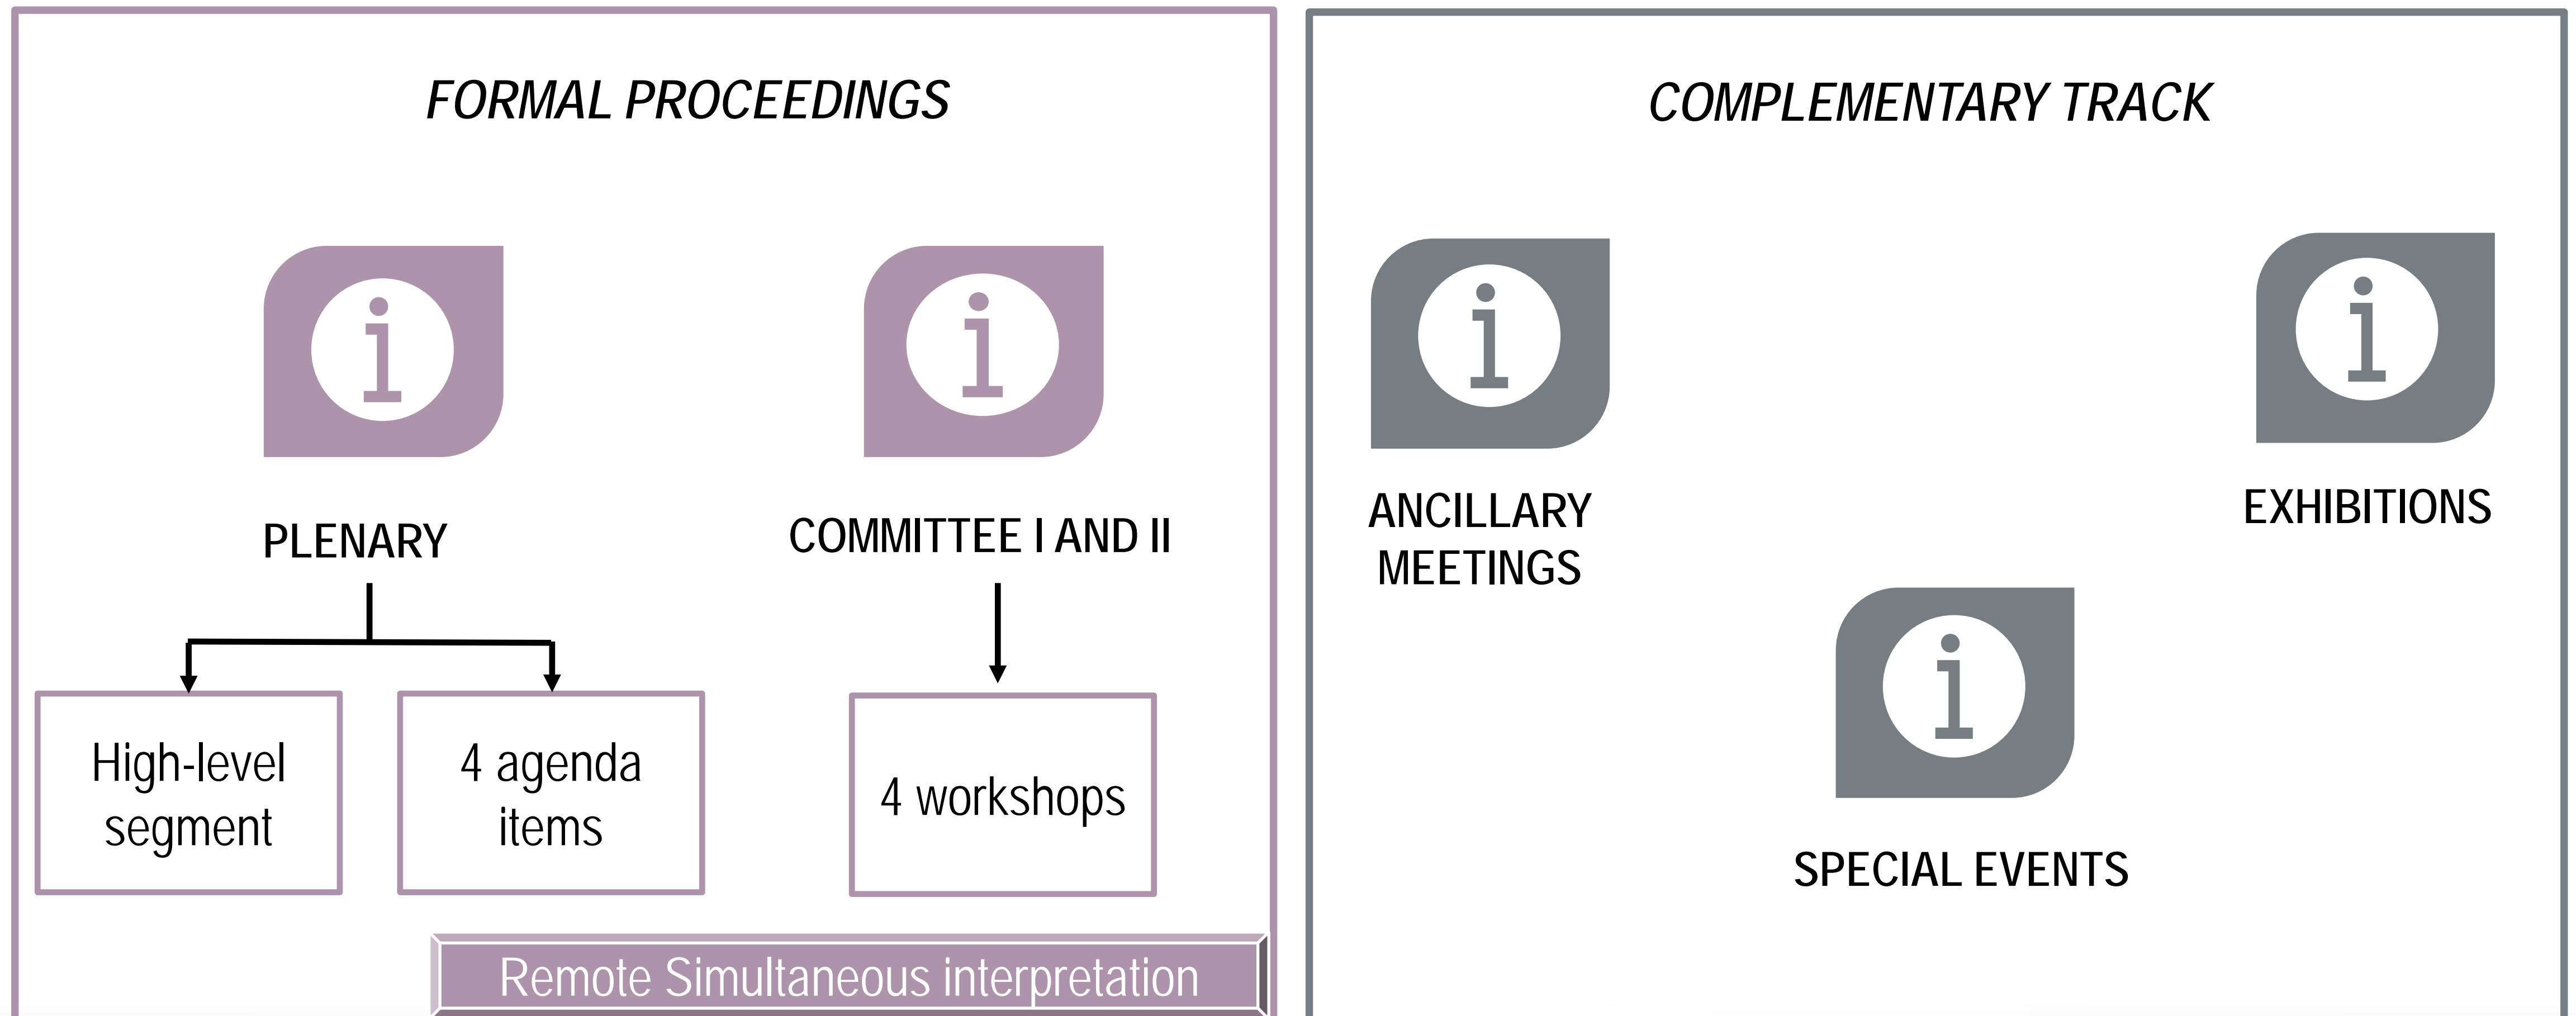 FORMAL PROCEEDINGS
PLENARY
COMMITTEE I AND II
High-level
segment
4 agenda
items
4 workshops
Remote Simultaneous interpretation
COMPLEMENTARY TRACK
ANCILLARY
MEETINGS
EXHIBITIONS
SPECIAL EVENTS